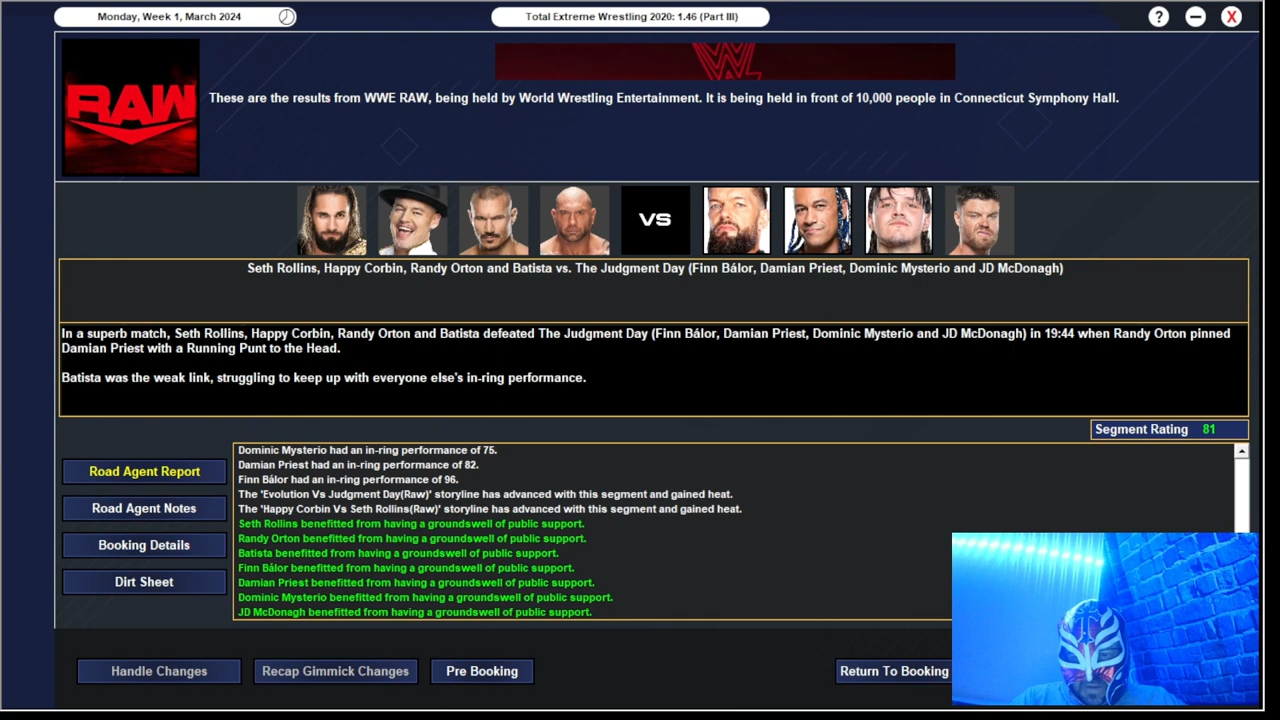 Monday, Week 1, March 2024
Total Extreme Wrestling 2020: 1.46 (Part III)
?
X
RAW
W
These are the results from WWE RAW, being held by World Wrestling Entertainment. It is being held in front of 10,000 people in Connecticut Symphony Hall.
VS
Seth Rollins, Happy Corbin, Randy Orton and Batista vs. The Judgment Day (Finn Bálor, Damian Priest, Dominic Mysterio and JD McDonagh)
In a superb match, Seth Rollins, Happy Corbin, Randy Orton and Batista defeated The Judgment Day (Finn Bálor, Damian Priest, Dominic Mysterio and JD McDonagh) in 19:44 when Randy Orton pinned
Damian Priest with a Running Punt to the Head.
Batista was the weak link, struggling to keep up with everyone else's in-ring performance.
Segment Rating 81
Road Agent Report
Road Agent Notes
Booking Details
Dirt Sheet
Dominic Mysterio had an in-ring performance of 75.
Damian Priest had an in-ring performance of 82.
Finn Bálor had an in-ring performance of 96.
The 'Evolution Vs Judgment Day(Raw)' storyline has advanced with this segment and gained heat.
The 'Happy Corbin Vs Seth Rollins(Raw)' storyline has advanced with this segment and gained heat.
Seth Rollins benefitted from having a groundswell of public support.
Randy Orton benefitted from having a groundswell of public support.
Batista benefitted from having a groundswell of public support.
Finn Bálor benefitted from having a groundswell of public support.
Damian Priest benefitted from having a groundswell of public support.
Dominic Mysterio benefitted from having a groundswell of public support.
JD McDonagh benefitted from having a groundswell of public support.
Handle Changes
Recap Gimmick Changes
Pre Booking
Return To Booking